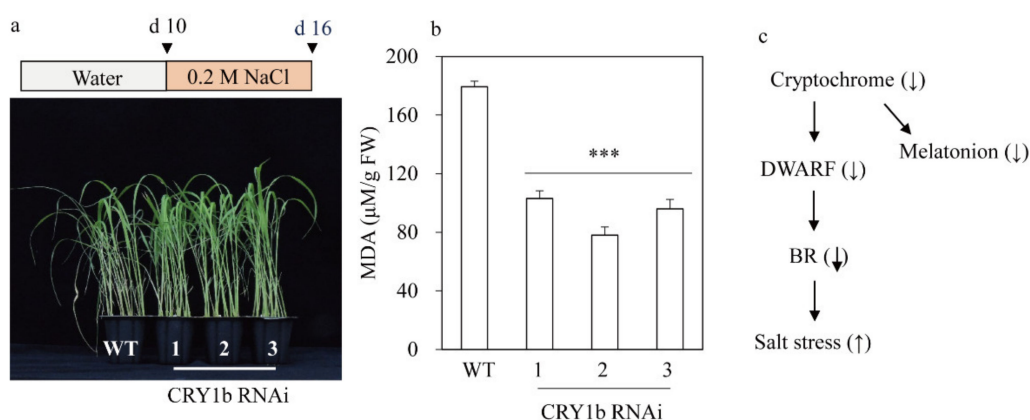 a
d 10
d 16
Water
0.2 M NaCl
WT
1
2
3
CRY1b RNAi
b
MDA (μM/g FW)
200
160
120
80
40
0
***
WT
1
2
3
CRY1b RNAi
c
Cryptochrome (↓)
DWARF (↓)
Melatonion (↓)
BR (↓)
Salt stress (↑)